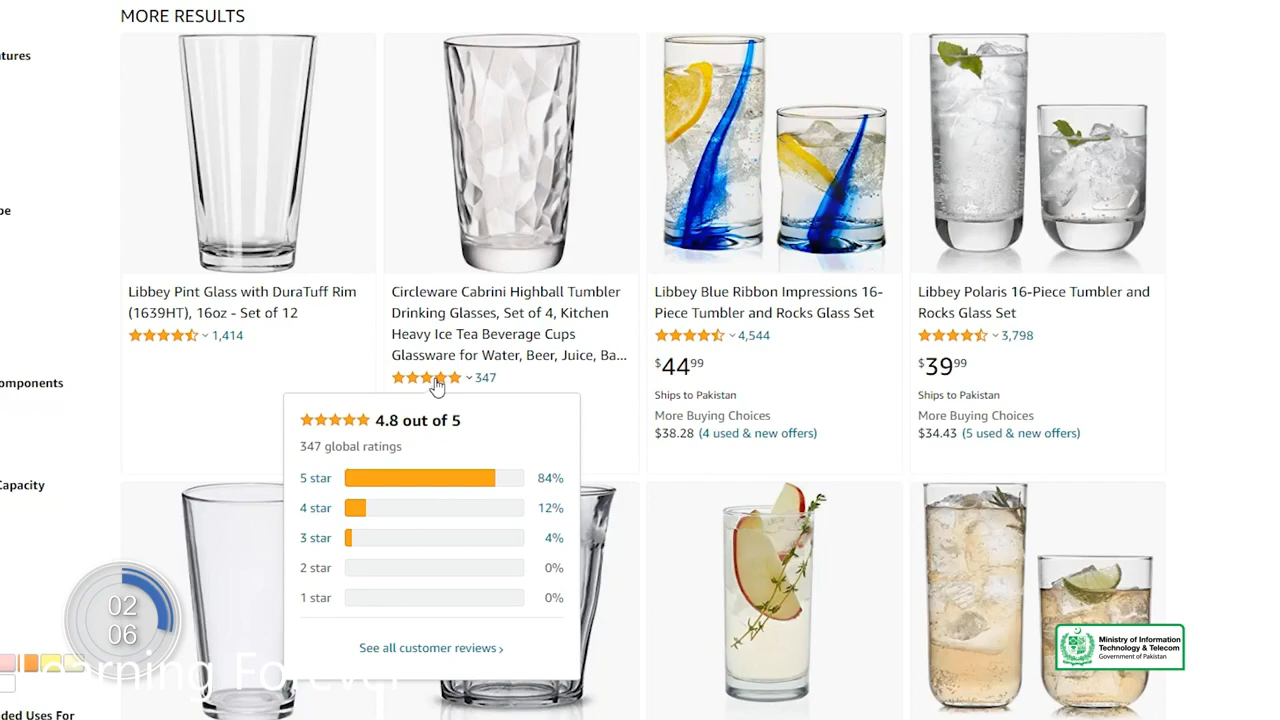 MORE RESULTS
tures
pe
omponents
Capacity
ded Uses For
Libbey Pint Glass with DuraTuff Rim
(1639HT), 16oz - Set of 12
1,414
Circleware Cabrini Highball Tumbler
Drinking Glasses, Set of 4, Kitchen
Heavy Ice Tea Beverage Cups
Glassware for Water, Beer, Juice, Ba...
347
Libbey Blue Ribbon Impressions 16-
Piece Tumbler and Rocks Glass Set
4,544
$44 99
Ships to Pakistan
More Buying Choices
$38.28 (4 used & new offers)
Libbey Polaris 16-Piece Tumbler and
Rocks Glass Set
3,798
$39 99
Ships to Pakistan
More Buying Choices
$34.43 (5 used & new offers)
4.8 out of 5
347 global ratings
5 star 84%
4 star 12%
3 star 4%
2 star 0%
1 star 0%
See all customer reviews ›
02
06
Learning Forever
Ministry of Information
Technology & Telecom
Government of Pakistan